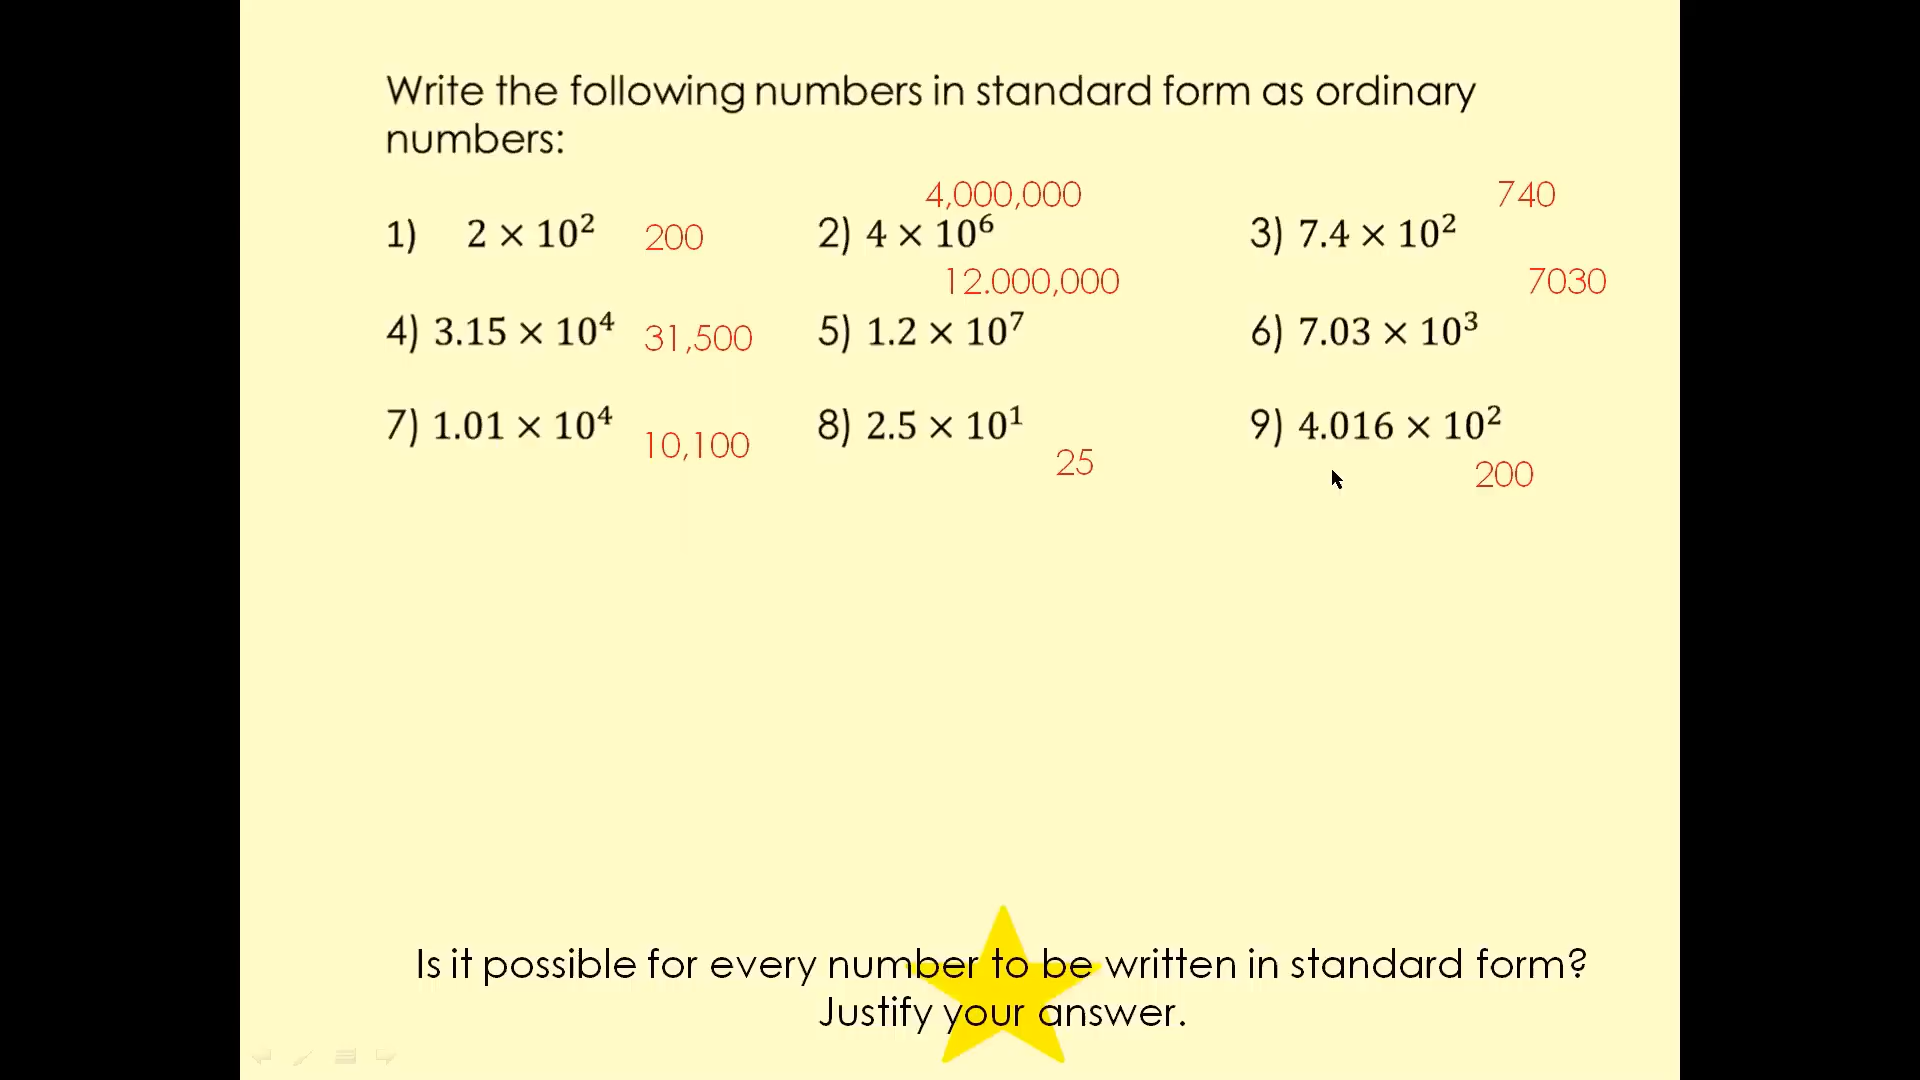 Write the following numbers in standard form as ordinary
numbers:
4,000,000 740
1) 2 × 10² 200 2) 4 × 10⁶ 3) 7.4 × 10²
12.000,000 7030
4) 3.15 × 10⁴ 31,500 5) 1.2 × 10⁷ 6) 7.03 × 10³
7) 1.01 × 10⁴ 10,100 8) 2.5 × 10¹ 9) 4.016 × 10²
25 200
Is it possible for every number to be written in standard form?
Justify your answer.